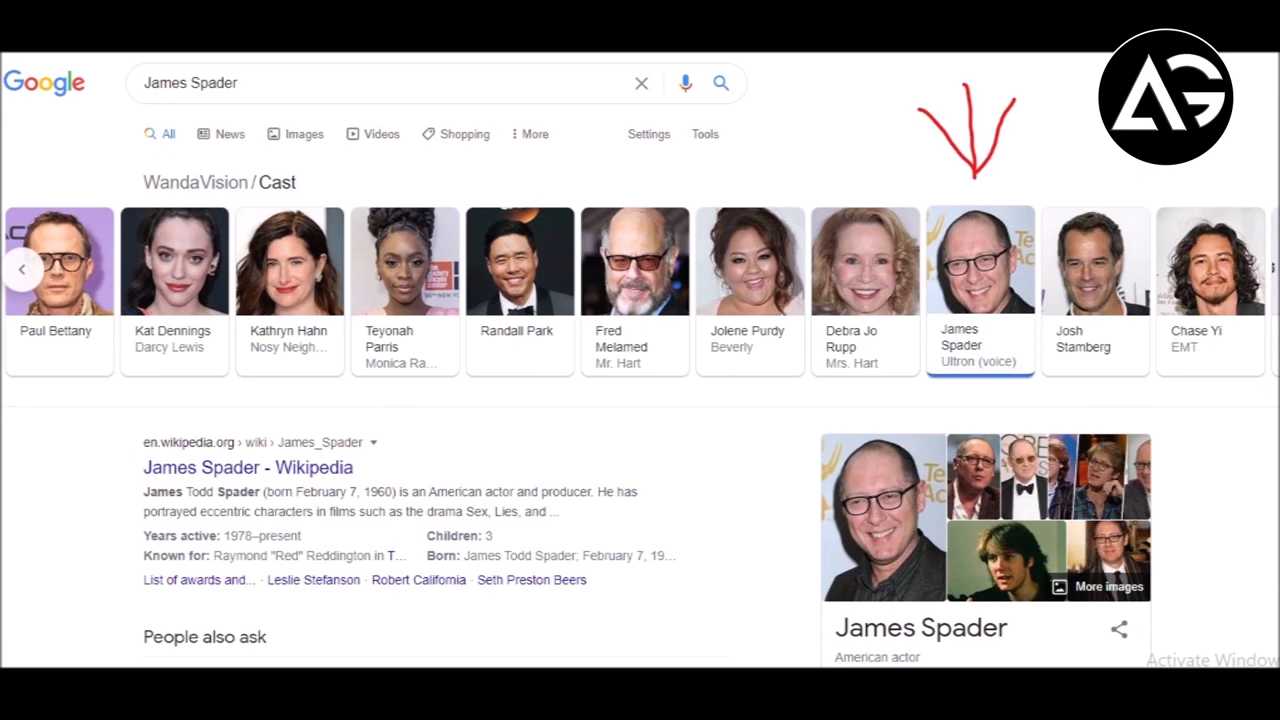 AG
Google
James Spader
All News Images Videos Shopping More Settings Tools
WandaVision / Cast
Paul Bettany
Kat Dennings
Darcy Lewis
Kathryn Hahn
Nosy Neigh...
Teyonah
Parris
Monica Ra...
Randall Park
Fred
Melamed
Mr. Hart
Jolene Purdy
Beverly
Debra Jo
Rupp
Mrs. Hart
James
Spader
Ultron (voice)
Josh
Stamberg
Chase Yi
EMT
en.wikipedia.org › wiki › James_Spader
James Spader - Wikipedia
James Todd Spader (born February 7, 1960) is an American actor and producer. He has
portrayed eccentric characters in films such as the drama Sex, Lies, and ...
Years active: 1978–present Children: 3
Known for: Raymond "Red" Reddington in T... Born: James Todd Spader; February 7, 19...
List of awards and... · Leslie Stefanson · Robert California · Seth Preston Beers
People also ask
More images
James Spader
American actor
Activate Window